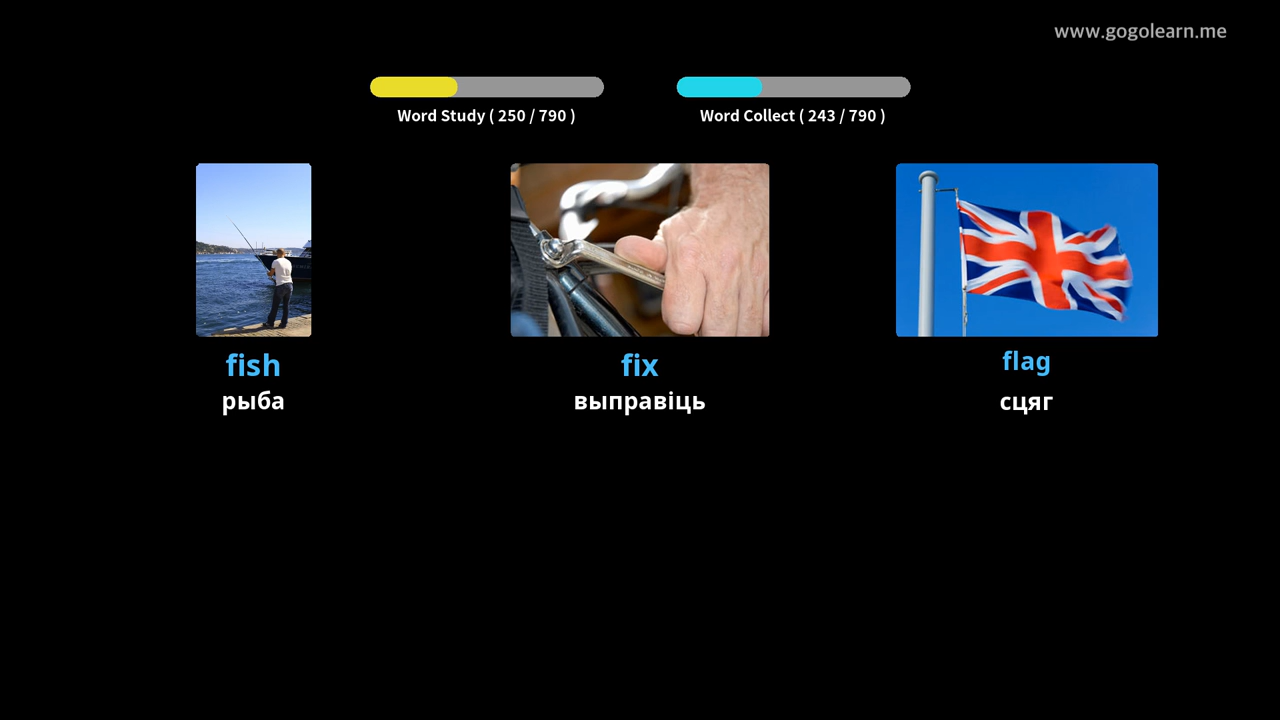 www.gogolearn.me
Word Study ( 250 / 790 )
Word Collect ( 243 / 790 )
fish
fix
flag
рыба
выправіць
сцяг